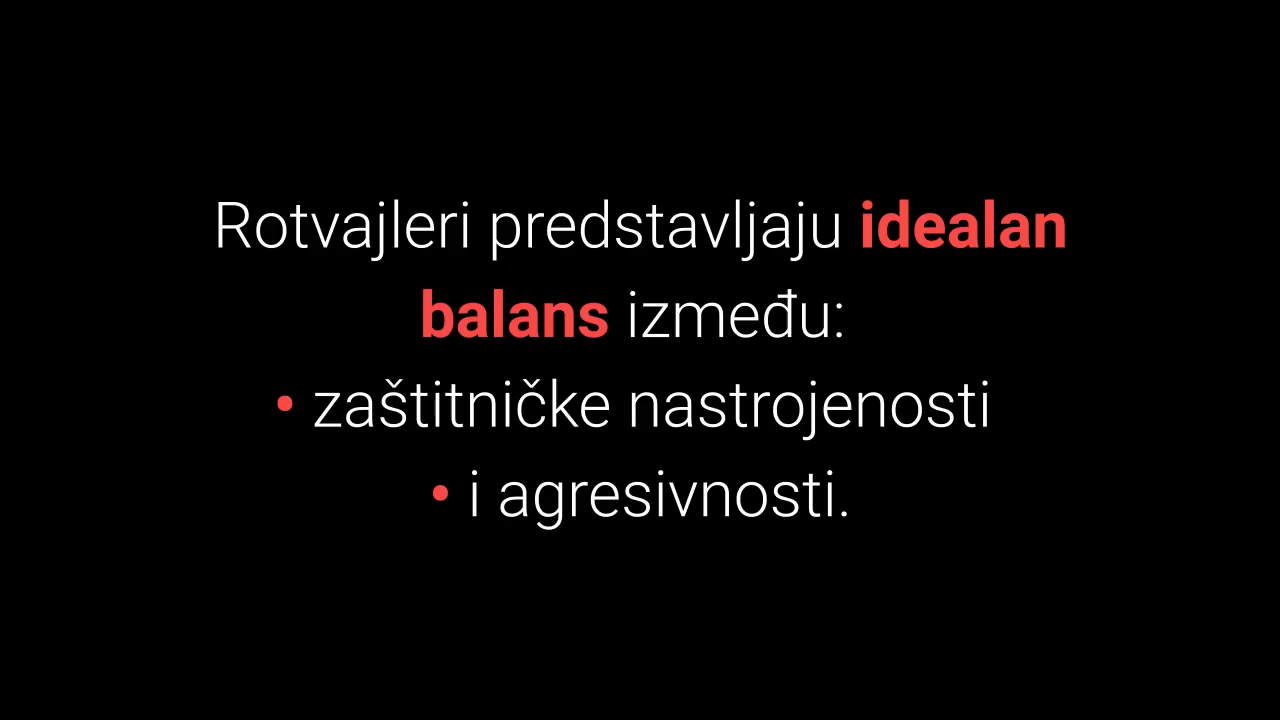 Rotvajleri predstavljaju idealan
balans između:
• zaštitničke nastrojenosti
• i agresivnosti.